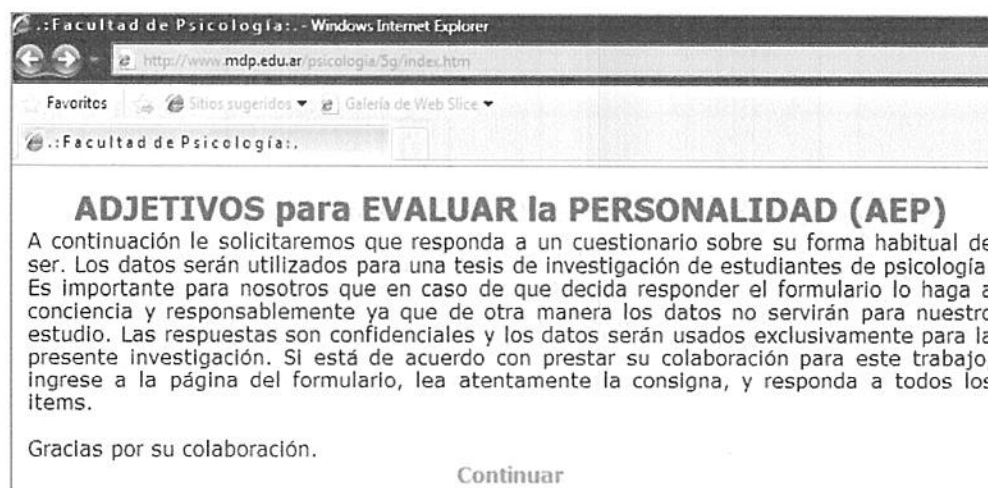 .:Facultad de Psicología:. - Windows Internet Explorer
http://www.mdp.edu.ar/psicologia/5g/index.htm
Favoritos Sitios sugeridos Galería de Web Slice
.:Facultad de Psicología:.
ADJETIVOS para EVALUAR la PERSONALIDAD (AEP)
A continuación le solicitaremos que responda a un cuestionario sobre su forma habitual de
ser. Los datos serán utilizados para una tesis de investigación de estudiantes de psicología
Es importante para nosotros que en caso de que decida responder el formulario lo haga a
conciencia y responsablemente ya que de otra manera los datos no servirán para nuestro
estudio. Las respuestas son confidenciales y los datos serán usados exclusivamente para la
presente investigación. Si está de acuerdo con prestar su colaboración para este trabajo,
ingrese a la página del formulario, lea atentamente la consigna, y responda a todos los
items.
Gracias por su colaboración.
Continuar